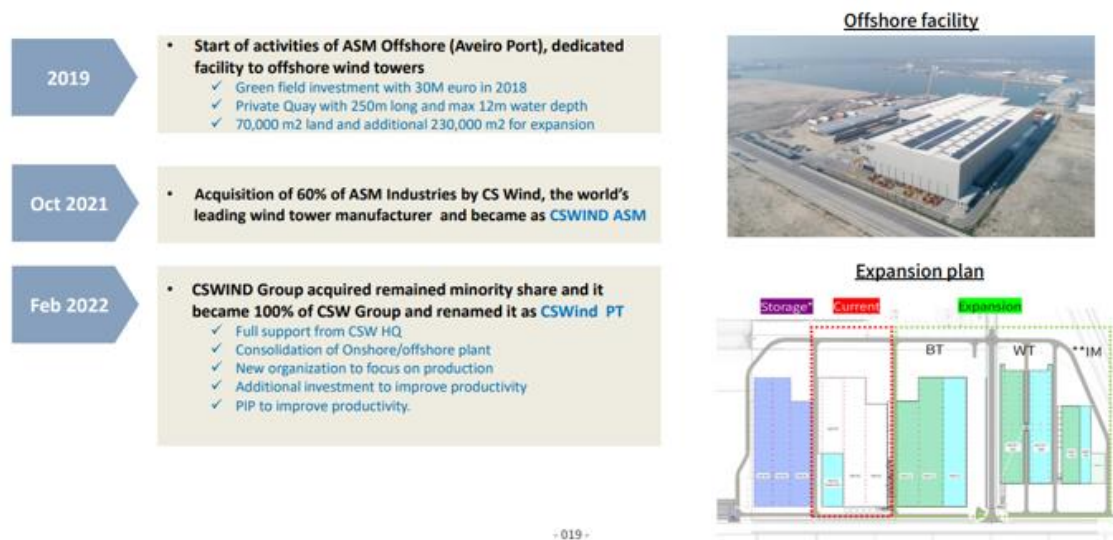 2019
• Start of activities of ASM Offshore (Aveiro Port), dedicated
facility to offshore wind towers
✓ Green field investment with 30M euro in 2018
✓ Private Quay with 250m long and max 12m water depth
✓ 70,000 m2 land and additional 230,000 m2 for expansion
Oct 2021
• Acquisition of 60% of ASM Industries by CS Wind, the world's
leading wind tower manufacturer and became as CSWIND ASM
Feb 2022
• CSWIND Group acquired remained minority share and it
became 100% of CSW Group and renamed it as CSWind PT
✓ Full support from CSW HQ
✓ Consolidation of Onshore/offshore plant
✓ New organization to focus on production
✓ Additional investment to improve productivity
✓ PIP to improve productivity.
Offshore facility
Expansion plan
Storage* Current Expansion
BT WT **IM
- 019 -